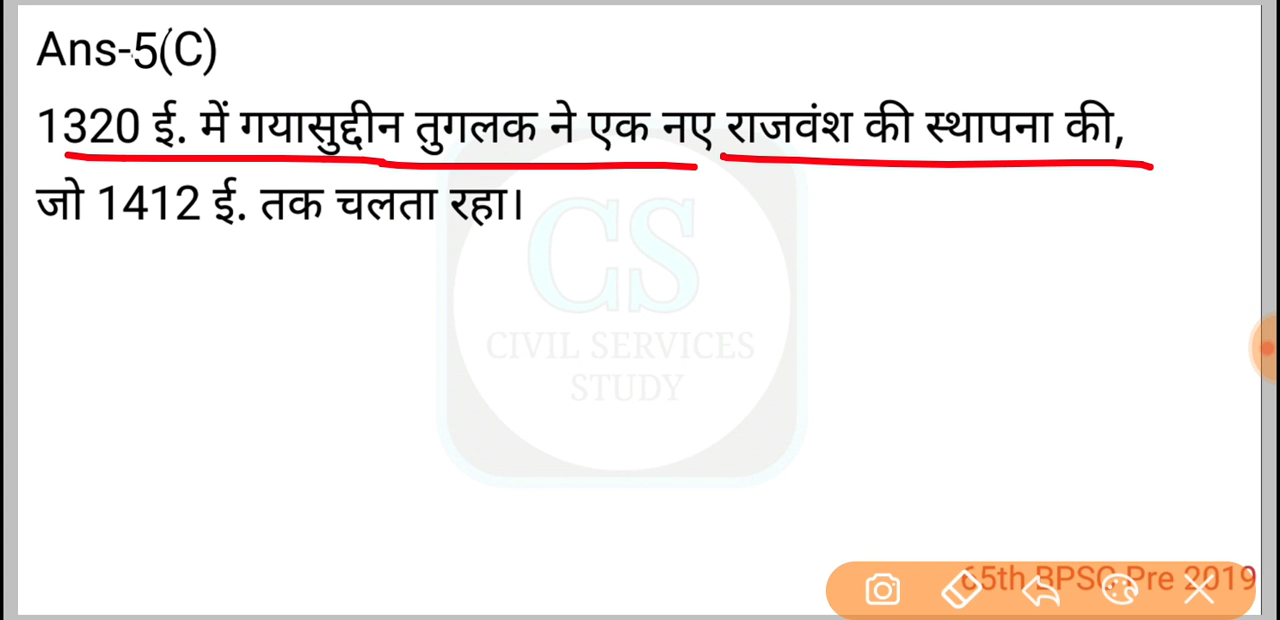 Ans-5(C)
1320 ई. में गयासुद्दीन तुगलक ने एक नए राजवंश की स्थापना की,
जो 1412 ई. तक चलता रहा।
CS
CIVIL SERVICES
STUDY
65th BPSC Pre 2019